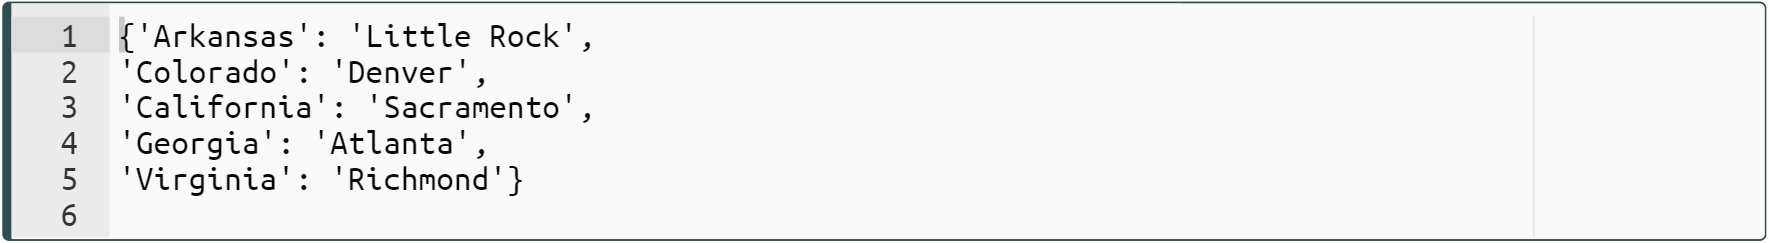 1 {'Arkansas': 'Little Rock',
2 'Colorado': 'Denver',
3 'California': 'Sacramento',
4 'Georgia': 'Atlanta',
5 'Virginia': 'Richmond'}
6